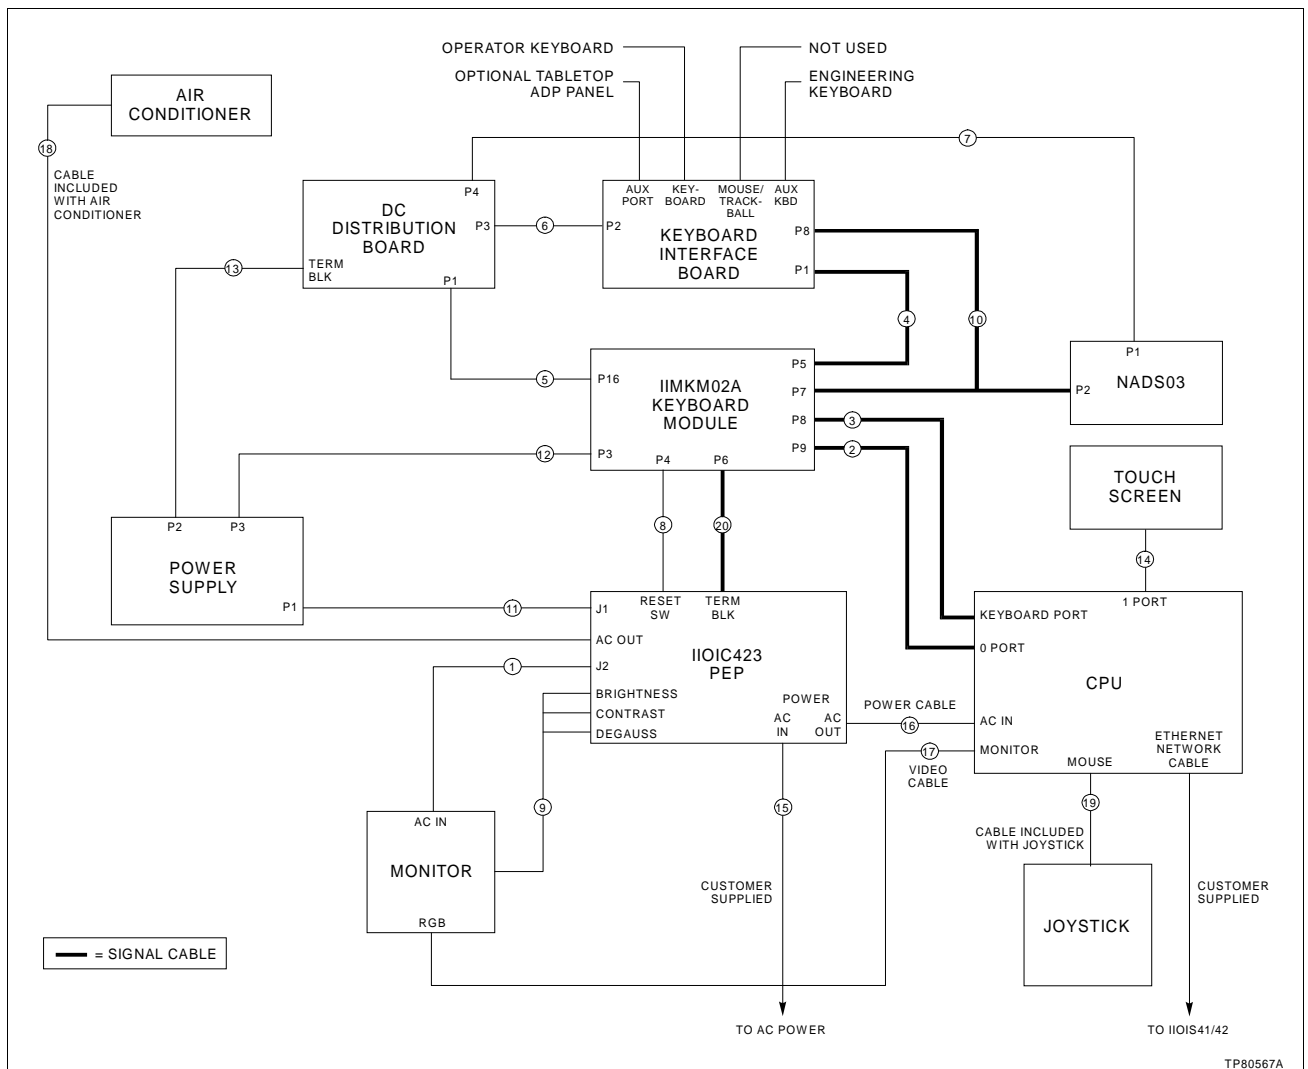 OPERATOR KEYBOARD
NOT USED
OPTIONAL TABLETOP
ADP PANEL
ENGINEERING
KEYBOARD
AIR
CONDITIONER
18
CABLE
INCLUDED
WITH AIR
CONDITIONER
7
P4
DC
DISTRIBUTION
BOARD
P3
TERM
BLK
P1
6
13
AUX
PORT
KEY-
BOARD
MOUSE/
TRACK-
BALL
AUX
KBD
P2
KEYBOARD
INTERFACE
BOARD
P8
P1
4
10
P1
P2
NADS03
5
P16
IIMKM02A
KEYBOARD
MODULE
P5
P7
P8
P9
P3
P4
P6
3
2
12
TOUCH
SCREEN
14
8
20
P2
P3
POWER
SUPPLY
P1
11
J1
RESET
SW
TERM
BLK
AC OUT
J2
IIOIC423
PEP
BRIGHTNESS
CONTRAST
DEGAUSS
POWER
AC
IN
AC
OUT
1
POWER CABLE
16
1 PORT
KEYBOARD PORT
0 PORT
CPU
AC IN
MONITOR
MOUSE
ETHERNET
NETWORK
CABLE
17
VIDEO
CABLE
15
9
19
AC IN
MONITOR
RGB
CABLE INCLUDED
WITH JOYSTICK
JOYSTICK
CUSTOMER
SUPPLIED
CUSTOMER
SUPPLIED
= SIGNAL CABLE
TO AC POWER
TO IIOIS41/42
TP80567A